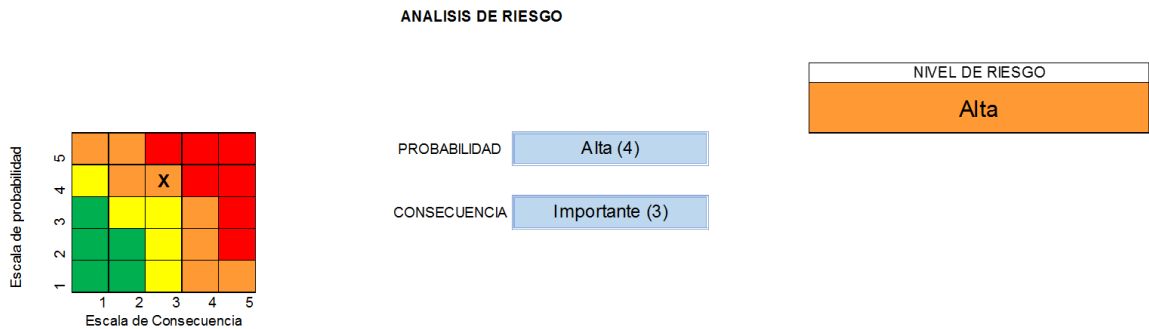 ANALISIS DE RIESGO
NIVEL DE RIESGO
Alta
PROBABILIDAD
Alta (4)
CONSECUENCIA
Importante (3)
Escala de probabilidad
5
4
3
2
1
X
1 2 3 4 5
Escala de Consecuencia